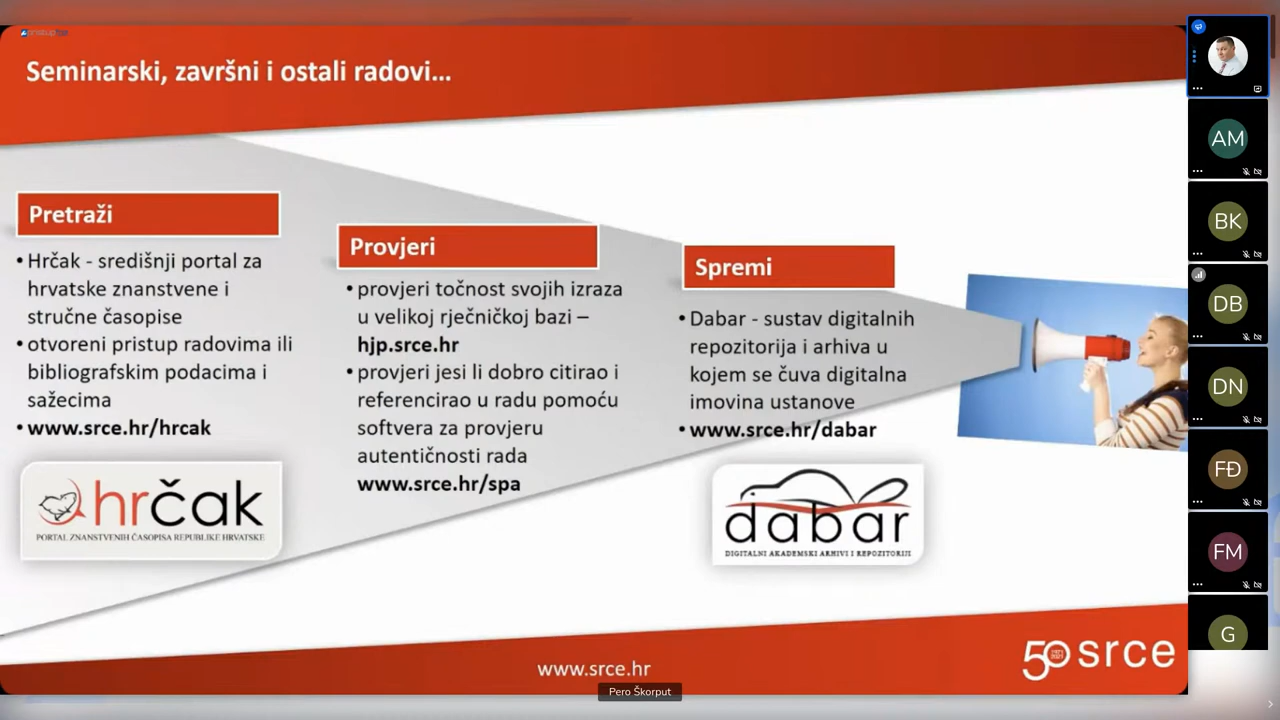 Seminarski, završni i ostali radovi...
Pretraži
• Hrčak - središnji portal za
hrvatske znanstvene i
stručne časopise
• otvoreni pristup radovima ili
bibliografskim podacima i
sažecima
• www.srce.hr/hrcak
hrčak
PORTAL ZNANSTVENIH ČASOPISA REPUBLIKE HRVATSKE
Provjeri
• provjeri točnost svojih izraza
u velikoj rječničkoj bazi –
hjp.srce.hr
• provjeri jesi li dobro citirao i
referencirao u radu pomoću
softvera za provjeru
autentičnosti rada
www.srce.hr/spa
Spremi
• Dabar - sustav digitalnih
repozitorija i arhiva u
kojem se čuva digitalna
imovina ustanove
• www.srce.hr/dabar
dabar
DIGITALNI AKADEMSKI ARHIVI I REPOZITORIJI
www.srce.hr
50 srce
Pero Škorput
AM
BK
DB
DN
FĐ
FM
G